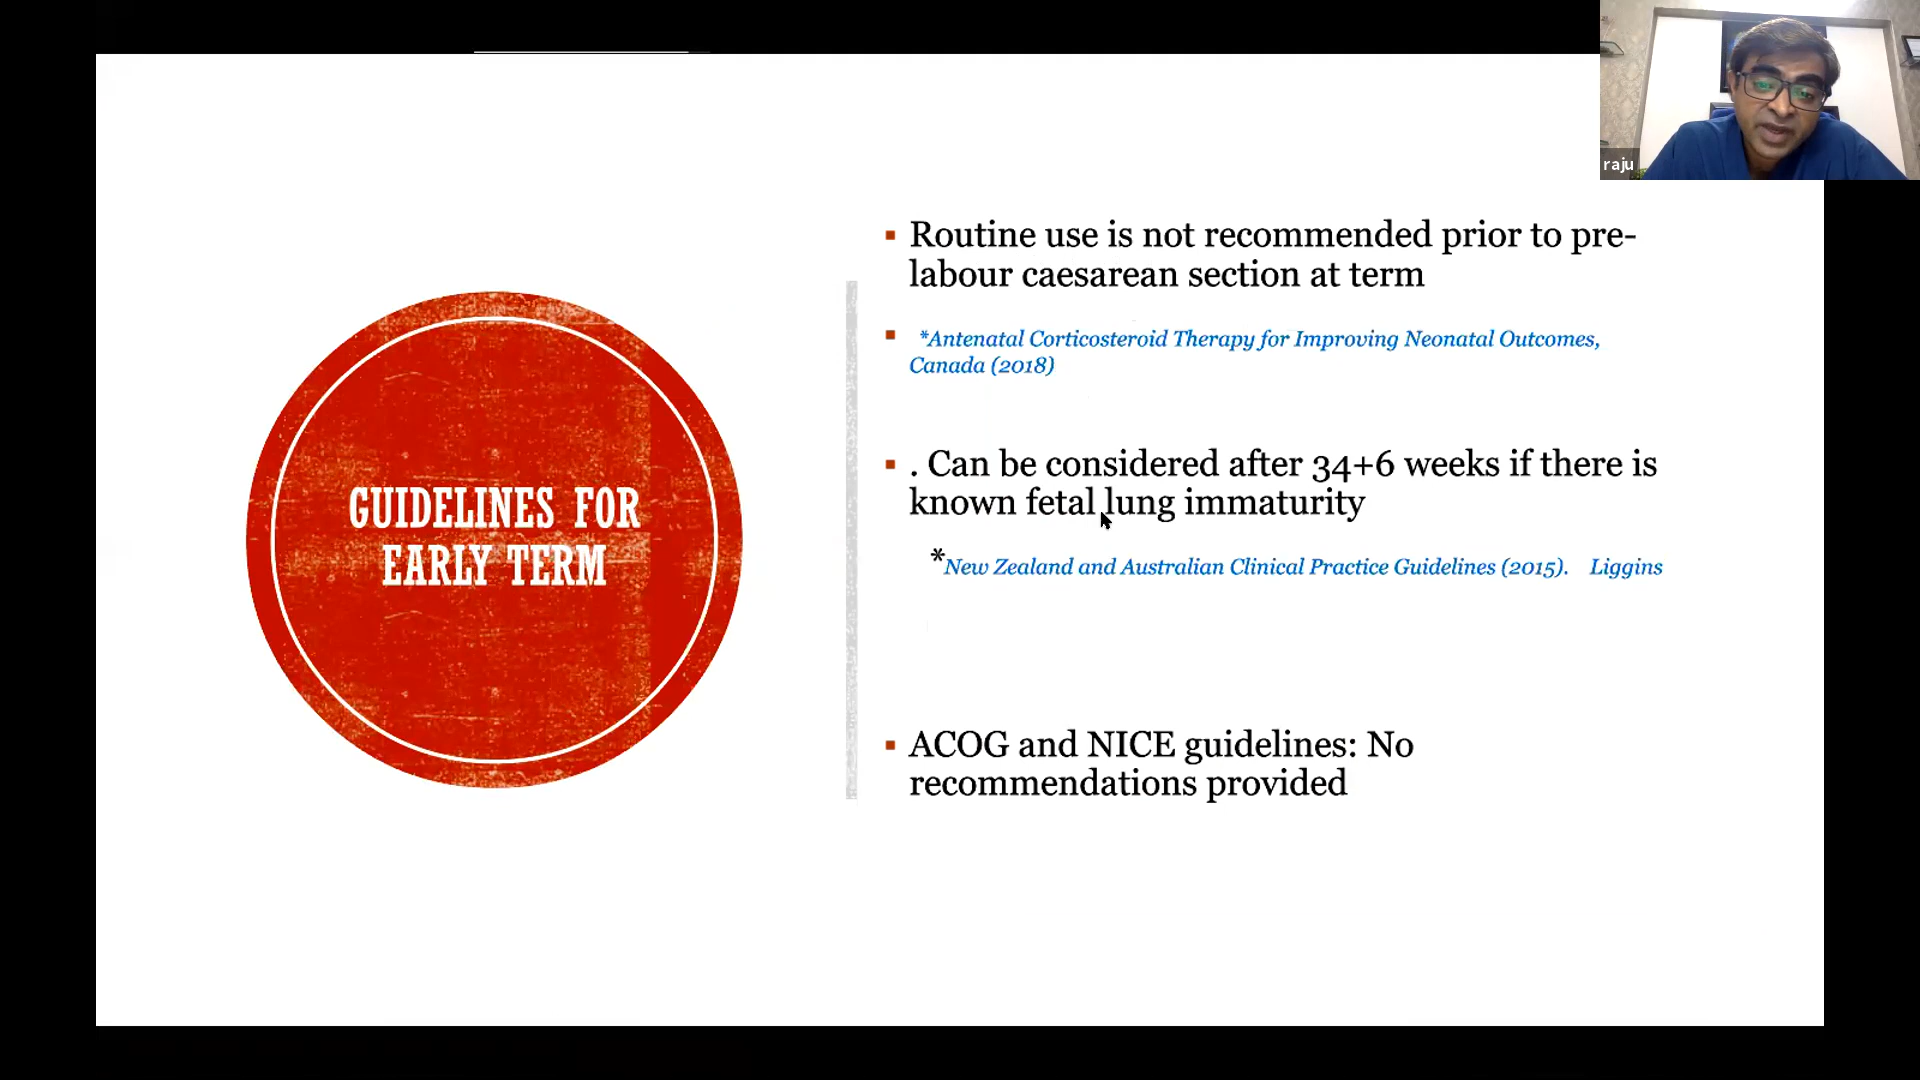 raju
GUIDELINES FOR
EARLY TERM
▪ Routine use is not recommended prior to pre-
labour caesarean section at term
▪ *Antenatal Corticosteroid Therapy for Improving Neonatal Outcomes,
Canada (2018)
▪ . Can be considered after 34+6 weeks if there is
known fetal lung immaturity
*New Zealand and Australian Clinical Practice Guidelines (2015). Liggins
▪ ACOG and NICE guidelines: No
recommendations provided